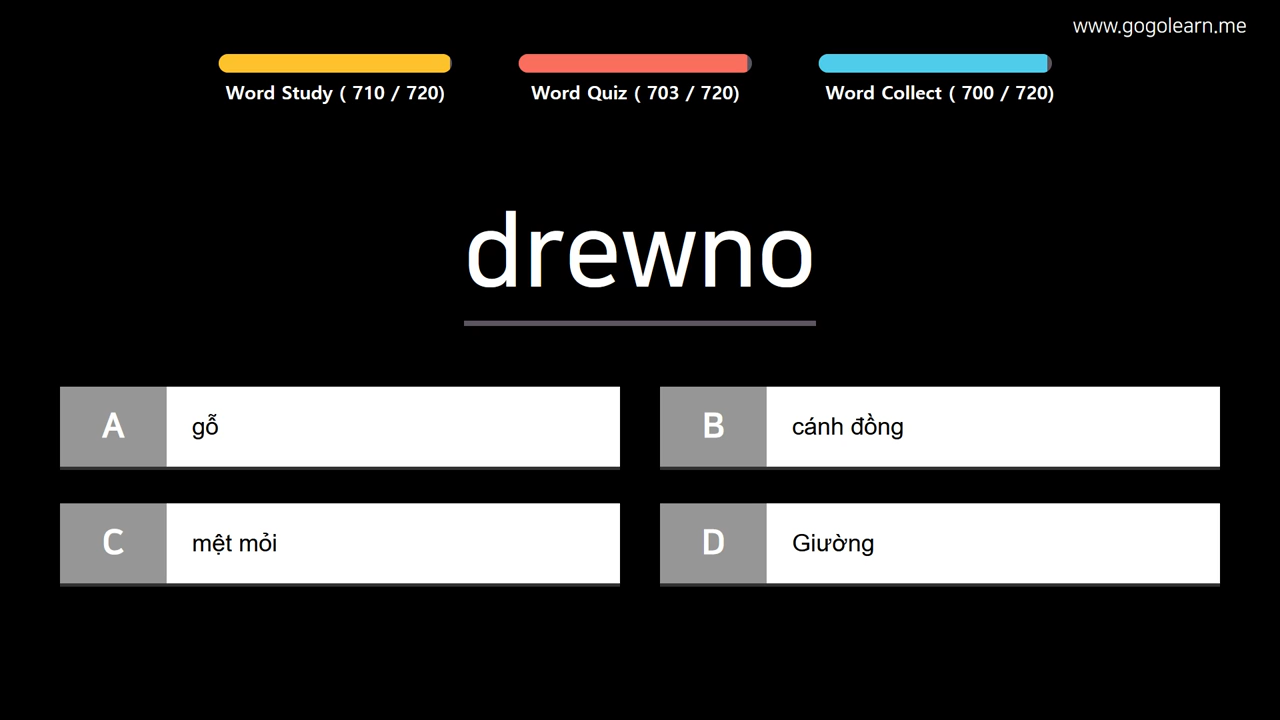 www.gogolearn.me
Word Study ( 710 / 720)
Word Quiz ( 703 / 720)
Word Collect ( 700 / 720)
drewno
A gỗ
B cánh đồng
C mệt mỏi
D Giường